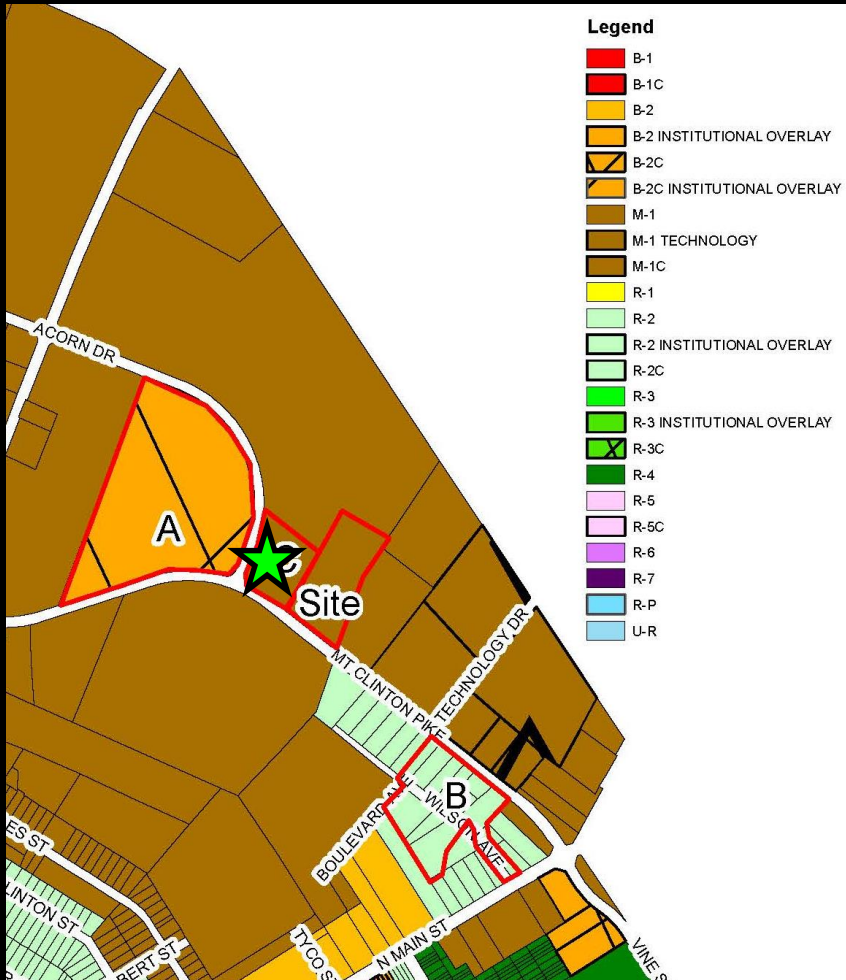 Legend
B-1
B-1C
B-2
B-2 INSTITUTIONAL OVERLAY
B-2C
B-2C INSTITUTIONAL OVERLAY
M-1
M-1 TECHNOLOGY
M-1C
R-1
R-2
R-2 INSTITUTIONAL OVERLAY
R-2C
R-3
R-3 INSTITUTIONAL OVERLAY
R-3C
R-4
R-5
R-5C
R-6
R-7
R-P
U-R
ACORN DR
A
C
Site
MT. CLINTON PIKE
TECHNOLOGY DR
B
E WILSON AVE
BOULEVARD AVE
ES ST
LINTON ST
BERT ST
TYCO S
N MAIN ST
VINE S